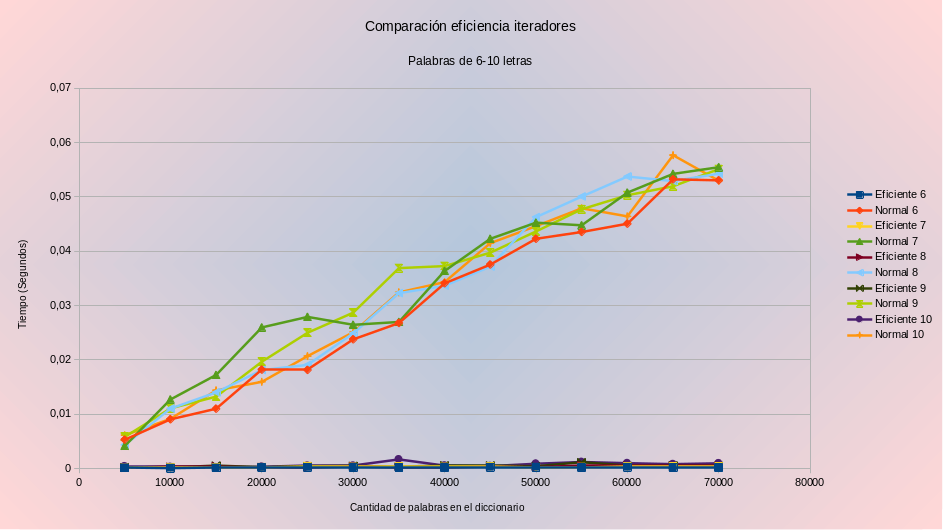 Comparación eficiencia iteradores
Palabras de 6-10 letras
0,07
0,06
0,05
0,04
0,03
0,02
0,01
0
Tiempo (Segundos)
0 10000 20000 30000 40000 50000 60000 70000 80000
Cantidad de palabras en el diccionario
Eficiente 6
Normal 6
Eficiente 7
Normal 7
Eficiente 8
Normal 8
Eficiente 9
Normal 9
Eficiente 10
Normal 10